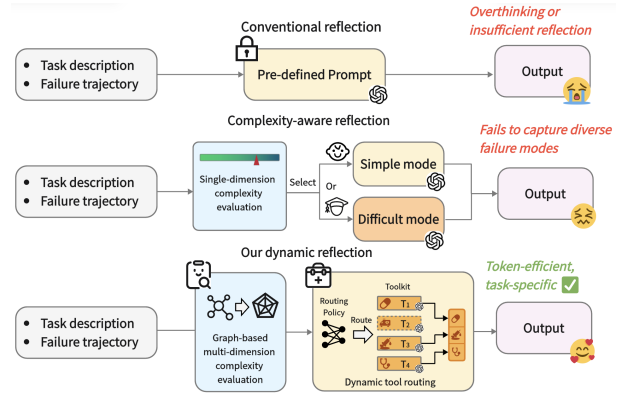 Conventional reflection
Overthinking or
insufficient reflection
• Task description
• Failure trajectory
Pre-defined Prompt
Output
Complexity-aware reflection
Fails to capture diverse
failure modes
• Task description
• Failure trajectory
Single-dimension
complexity
evaluation
Select
Or
Simple mode
Difficult mode
Output
Our dynamic reflection
Token-efficient,
task-specific
• Task description
• Failure trajectory
Graph-based
multi-dimension
complexity
evaluation
Routing
Policy
Route
Toolkit
T1
T2
T3
T4
Dynamic tool routing
Output